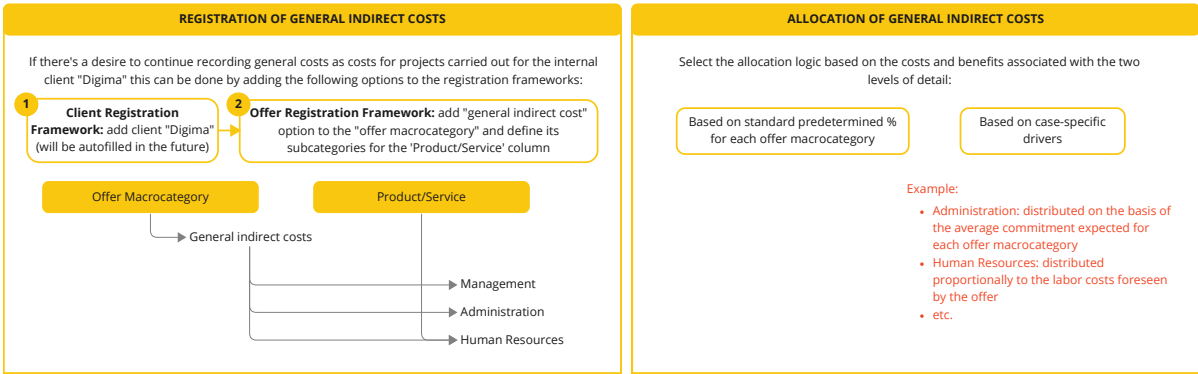 REGISTRATION OF GENERAL INDIRECT COSTS
If there's a desire to continue recording general costs as costs for projects carried out for the internal
client "Digima" this can be done by adding the following options to the registration frameworks:
1
Client Registration
Framework: add client "Digima"
(will be autofilled in the future)
2
Offer Registration Framework: add "general indirect cost"
option to the "offer macrocategory" and define its
subcategories for the 'Product/Service' column
Offer Macrocategory
Product/Service
General indirect costs
Management
Administration
Human Resources
ALLOCATION OF GENERAL INDIRECT COSTS
Select the allocation logic based on the costs and benefits associated with the two
levels of detail:
Based on standard predetermined %
for each offer macrocategory
Based on case-specific
drivers
Example:
• Administration: distributed on the basis of
the average commitment expected for
each offer macrocategory
• Human Resources: distributed
proportionally to the labor costs foreseen
by the offer
• etc.